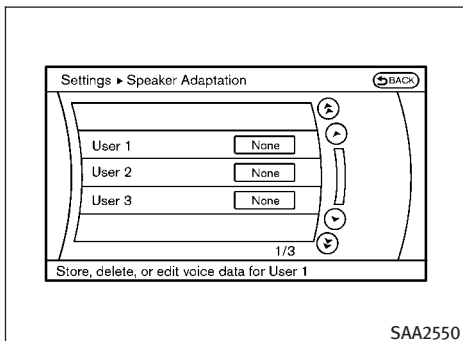 Settings ▸ Speaker Adaptation
BACK
User 1 None
User 2 None
User 3 None
1/3
Store, delete, or edit voice data for User 1
SAA2550